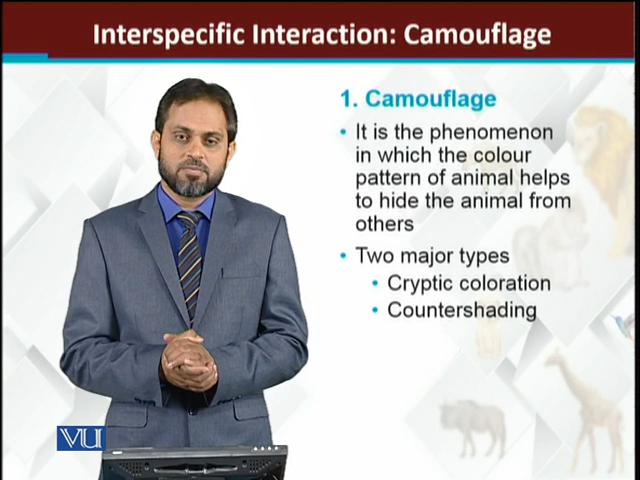 Interspecific Interaction: Camouflage
1. Camouflage
• It is the phenomenon
in which the colour
pattern of animal helps
to hide the animal from
others
• Two major types
• Cryptic coloration
• Countershading
VU